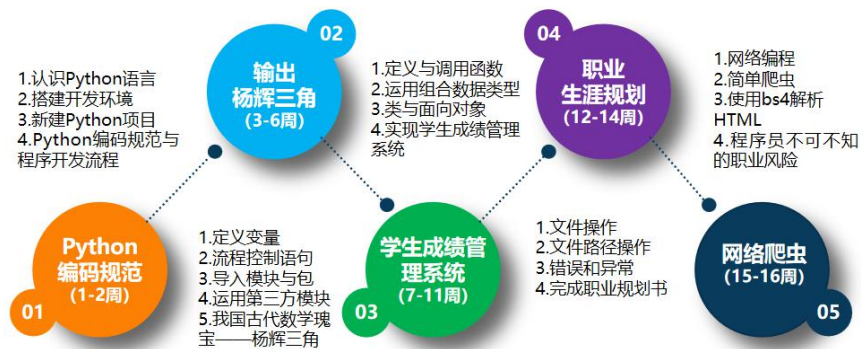 01
Python
编码规范
(1-2周)
1.认识Python语言
2.搭建开发环境
3.新建Python项目
4.Python编码规范与
程序开发流程
02
输出
杨辉三角
(3-6周)
1.定义变量
2.流程控制语句
3.导入模块与包
4.运用第三方模块
5.我国古代数学瑰
宝——杨辉三角
03
学生成绩管
理系统
(7-11周)
1.定义与调用函数
2.运用组合数据类型
3.类与面向对象
4.实现学生成绩管理
系统
04
职业
生涯规划
(12-14周)
1.文件操作
2.文件路径操作
3.错误和异常
4.完成职业规划书
05
网络爬虫
(15-16周)
1.网络编程
2.简单爬虫
3.使用bs4解析
HTML
4.程序员不可不知
的职业风险